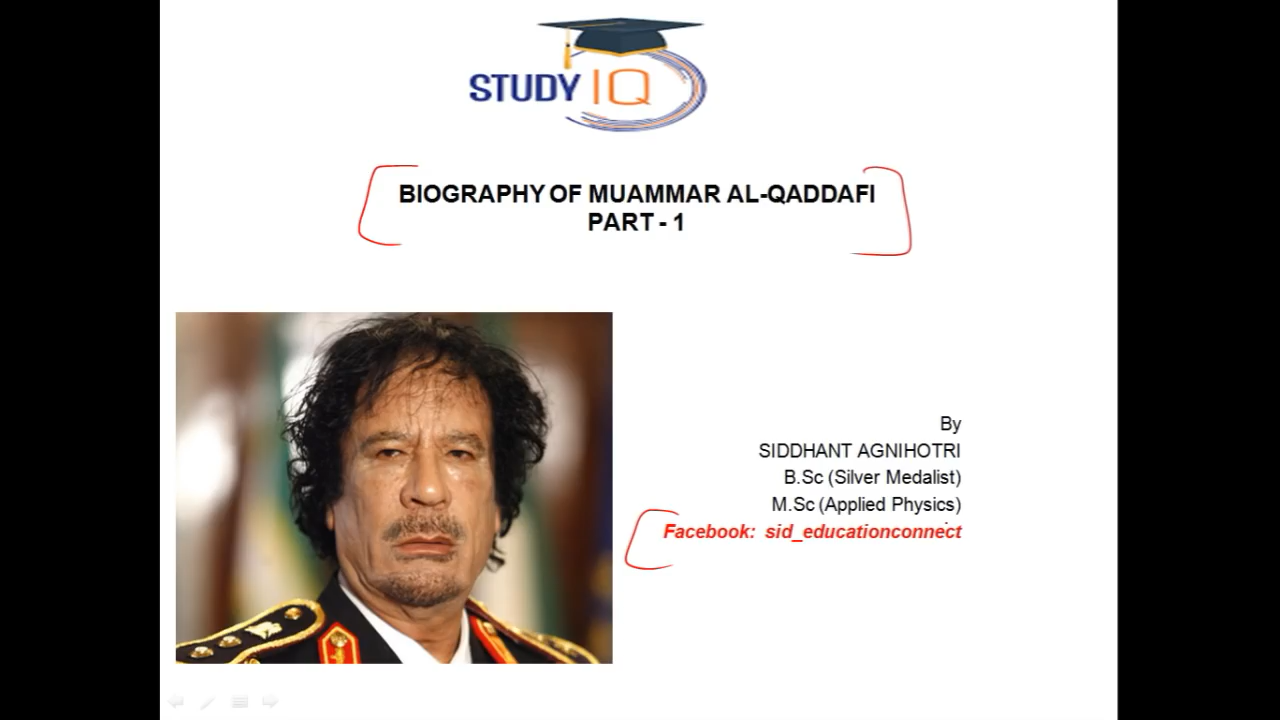 STUDY IQ
BIOGRAPHY OF MUAMMAR AL-QADDAFI
PART - 1
By
SIDDHANT AGNIHOTRI
B.Sc (Silver Medalist)
M.Sc (Applied Physics)
Facebook: sid_educationconnect